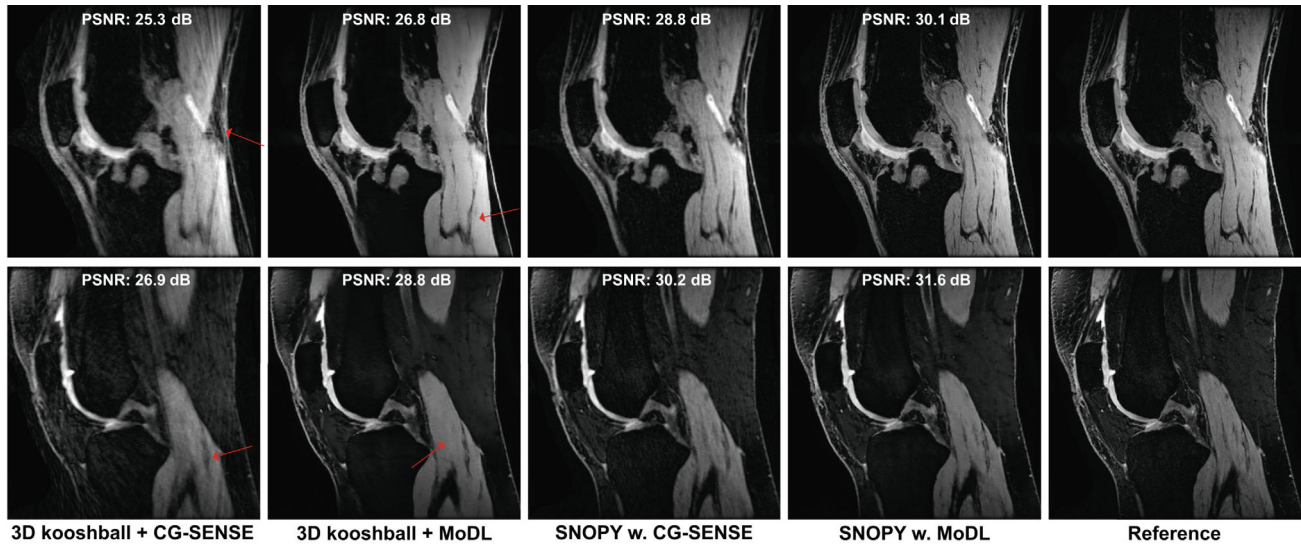 PSNR: 25.3 dB
PSNR: 26.8 dB
PSNR: 28.8 dB
PSNR: 30.1 dB
PSNR: 26.9 dB
PSNR: 28.8 dB
PSNR: 30.2 dB
PSNR: 31.6 dB
3D kooshball + CG-SENSE
3D kooshball + MoDL
SNOPY w. CG-SENSE
SNOPY w. MoDL
Reference